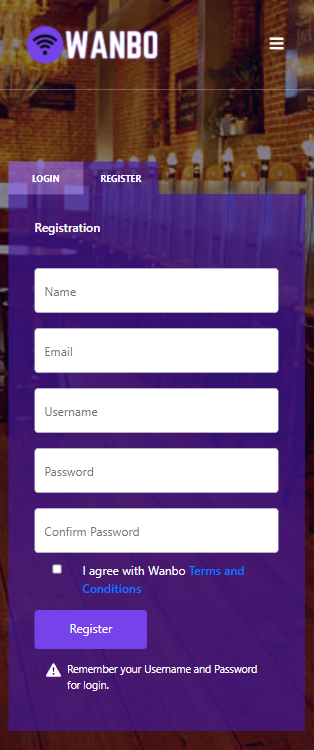 WANBO
LOGIN REGISTER
Registration
Name
Email
Username
Password
Confirm Password
I agree with Wanbo Terms and
Conditions
Register
Remember your Username and Password
for login.